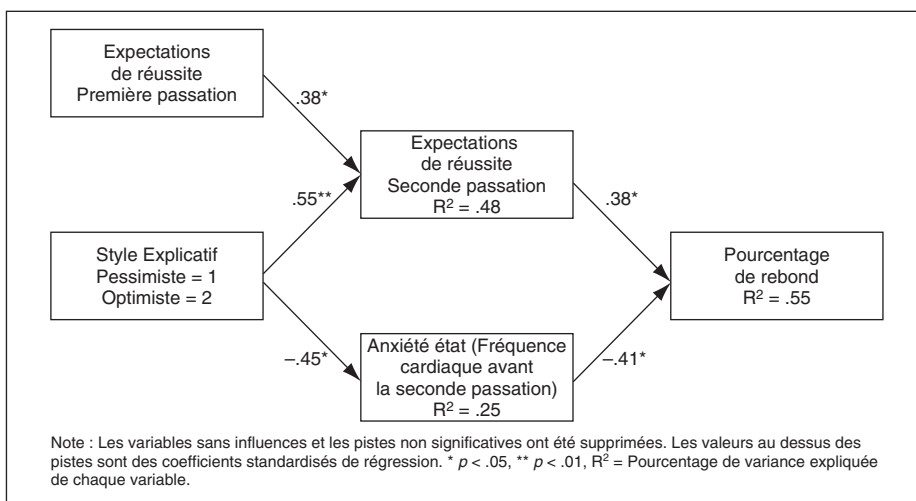 Expectations
de réussite
Première passation
.38*
Expectations
de réussite
Seconde passation
R² = .48
.55**
.38*
Style Explicatif
Pessimiste = 1
Optimiste = 2
Pourcentage
de rebond
R² = .55
–.45*
Anxiété état (Fréquence
cardiaque avant
la seconde passation)
R² = .25
–.41*
Note : Les variables sans influences et les pistes non significatives ont été supprimées. Les valeurs au dessus des
pistes sont des coefficients standardisés de régression. * p < .05, ** p < .01, R² = Pourcentage de variance expliquée
de chaque variable.